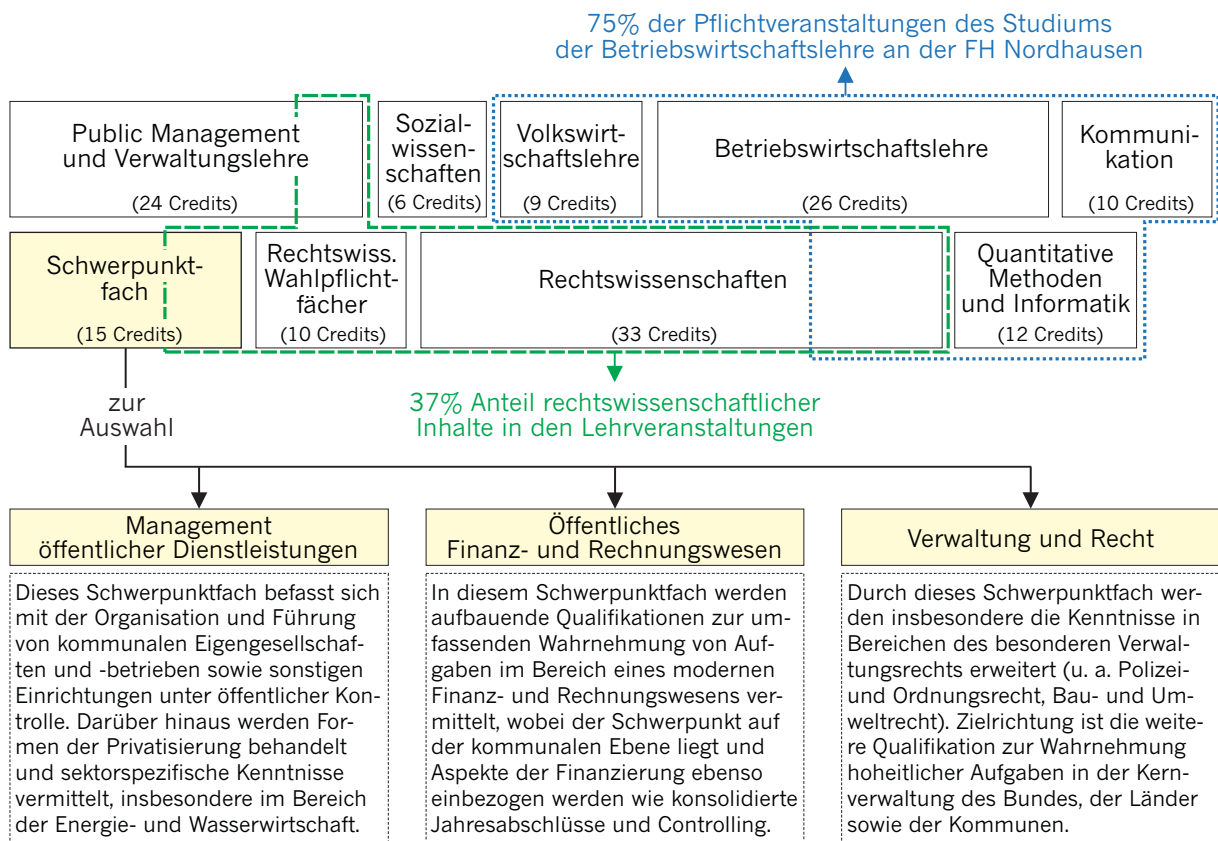 75% der Pflichtveranstaltungen des Studiums
der Betriebswirtschaftslehre an der FH Nordhausen
Public Management
und Verwaltungslehre
(24 Credits)
Sozial-
wissen-
schaften
(6 Credits)
Volkswirt-
schaftslehre
(9 Credits)
Betriebswirtschaftslehre
(26 Credits)
Kommuni-
kation
(10 Credits)
Schwerpunkt-
fach
(15 Credits)
Rechtswiss.
Wahlpflicht-
fächer
(10 Credits)
Rechtswissenschaften
(33 Credits)
Quantitative
Methoden
und Informatik
(12 Credits)
zur
Auswahl
37% Anteil rechtswissenschaftlicher
Inhalte in den Lehrveranstaltungen
Management
öffentlicher Dienstleistungen
Dieses Schwerpunktfach befasst sich
mit der Organisation und Führung
von kommunalen Eigengesellschaf-
ten und -betrieben sowie sonstigen
Einrichtungen unter öffentlicher Kon-
trolle. Darüber hinaus werden For-
men der Privatisierung behandelt
und sektorspezifische Kenntnisse
vermittelt, insbesondere im Bereich
der Energie- und Wasserwirtschaft.
Öffentliches
Finanz- und Rechnungswesen
In diesem Schwerpunktfach werden
aufbauende Qualifikationen zur um-
fassenden Wahrnehmung von Auf-
gaben im Bereich eines modernen
Finanz- und Rechnungswesens ver-
mittelt, wobei der Schwerpunkt auf
der kommunalen Ebene liegt und
Aspekte der Finanzierung ebenso
einbezogen werden wie konsolidierte
Jahresabschlüsse und Controlling.
Verwaltung und Recht
Durch dieses Schwerpunktfach wer-
den insbesondere die Kenntnisse in
Bereichen des besonderen Verwal-
tungsrechts erweitert (u. a. Polizei-
und Ordnungsrecht, Bau- und Um-
weltrecht). Zielrichtung ist die weite-
re Qualifikation zur Wahrnehmung
hoheitlicher Aufgaben in der Kern-
verwaltung des Bundes, der Länder
sowie der Kommunen.